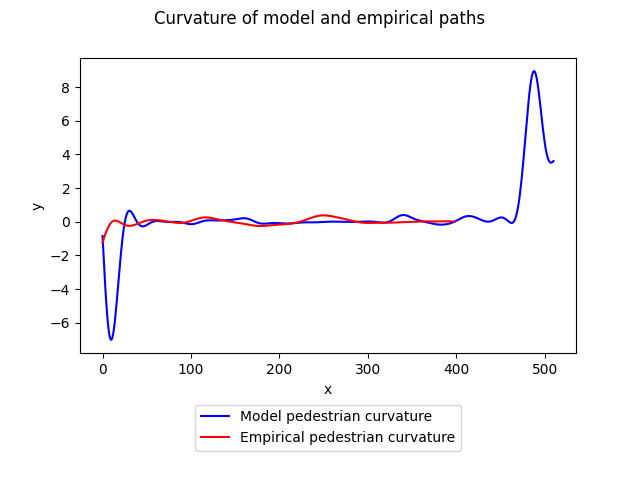 Curvature of model and empirical paths
8
6
4
2
0
−2
−4
−6
y
0 100 200 300 400 500
x
Model pedestrian curvature
Empirical pedestrian curvature